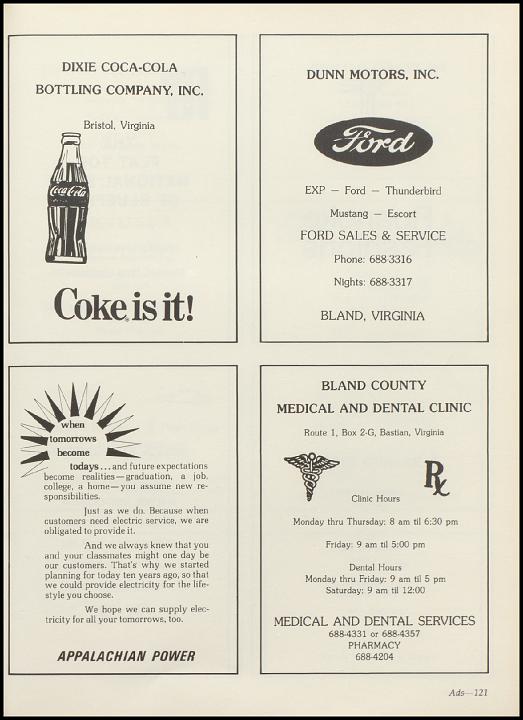 DIXIE COCA-COLA
BOTTLING COMPANY, INC.
Bristol, Virginia
Coca-Cola
Coke is it!
DUNN MOTORS, INC.
Ford
EXP — Ford — Thunderbird
Mustang — Escort
FORD SALES & SERVICE
Phone: 688-3316
Nights: 688-3317
BLAND, VIRGINIA
when
tomorrows
become
todays...and future expectations
become realities—graduation, a job,
college, a home—you assume new re-
sponsibilities.
Just as we do. Because when
customers need electric service, we are
obligated to provide it.
And we always knew that you
and your classmates might one day be
our customers. That's why we started
planning for today ten years ago, so that
we could provide electricity for the life-
style you choose.
We hope we can supply elec-
tricity for all your tomorrows, too.
APPALACHIAN POWER
BLAND COUNTY
MEDICAL AND DENTAL CLINIC
Route 1, Box 2-G, Bastian, Virginia
Rx
Clinic Hours
Monday thru Thursday: 8 am til 6:30 pm
Friday: 9 am til 5:00 pm
Dental Hours
Monday thru Friday: 9 am til 5 pm
Saturday: 9 am til 12:00
MEDICAL AND DENTAL SERVICES
688-4331 or 688-4357
PHARMACY
688-4204
Ads—121